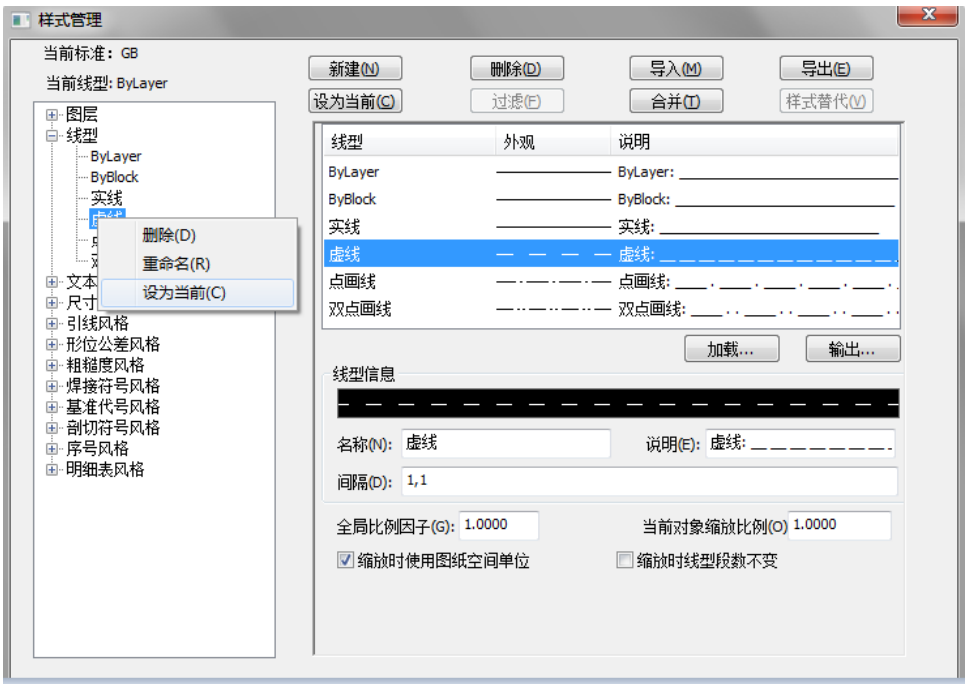 样式管理
当前标准: GB
当前线型: ByLayer
新建(N) 删除(D) 导入(M) 导出(E)
设为当前(C) 过滤(F) 合并(T) 样式替代(V)
图层
线型
ByLayer
ByBlock
实线
虚线
删除(D)
重命名(R)
设为当前(C)
文本
尺寸
引线风格
形位公差风格
粗糙度风格
焊接符号风格
基准代号风格
剖切符号风格
序号风格
明细表风格
线型 外观 说明
ByLayer ByLayer:
ByBlock ByBlock:
实线 实线:
虚线 虚线:
点画线 点画线:
双点画线 双点画线:
加载... 输出...
线型信息
名称(N): 虚线 说明(E): 虚线:
间隔(D): 1,1
全局比例因子(G): 1.0000 当前对象缩放比例(O) 1.0000
缩放时使用图纸空间单位 缩放时线型段数不变